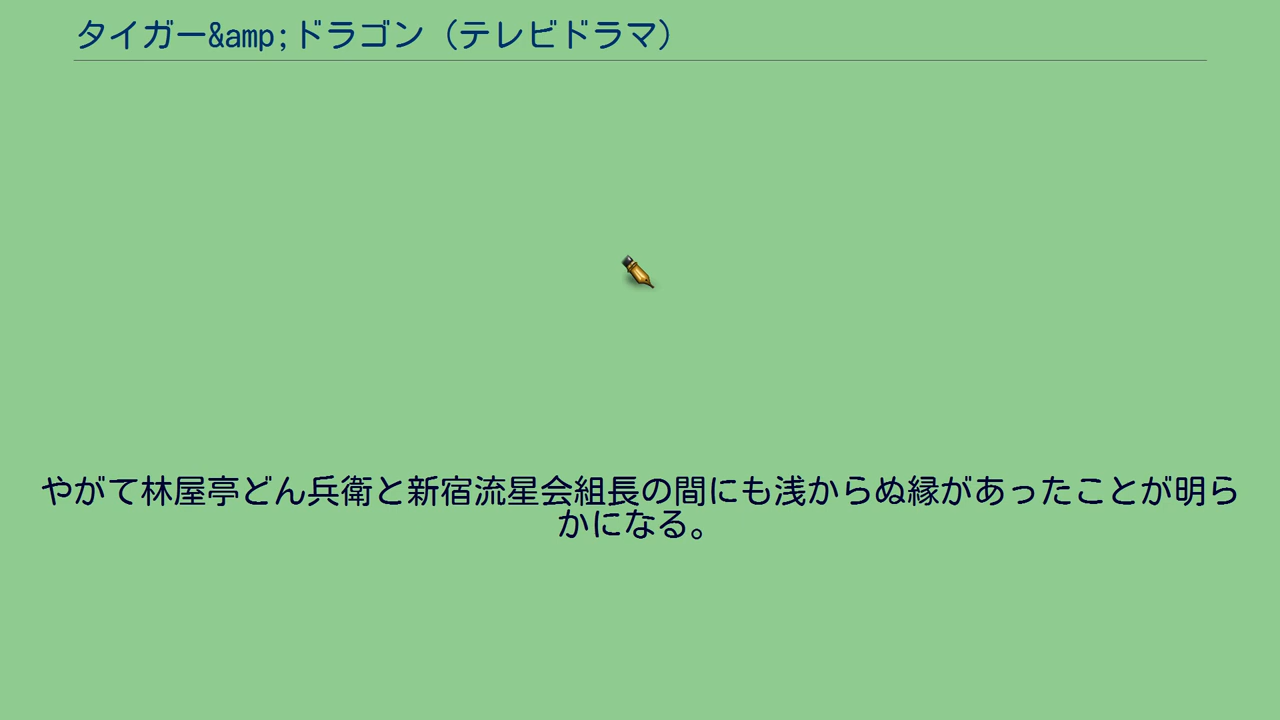 タイガー&amp;ドラゴン（テレビドラマ）
やがて林屋亭どん兵衛と新宿流星会組長の間にも浅からぬ縁があったことが明ら
かになる。